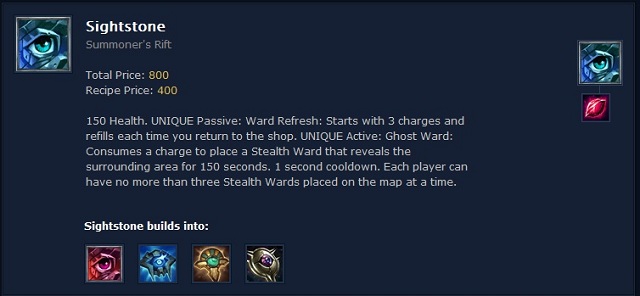 Sightstone
Summoner's Rift
Total Price: 800
Recipe Price: 400
150 Health. UNIQUE Passive: Ward Refresh: Starts with 3 charges and
refills each time you return to the shop. UNIQUE Active: Ghost Ward:
Consumes a charge to place a Stealth Ward that reveals the
surrounding area for 150 seconds. 1 second cooldown. Each player can
have no more than three Stealth Wards placed on the map at a time.
Sightstone builds into: